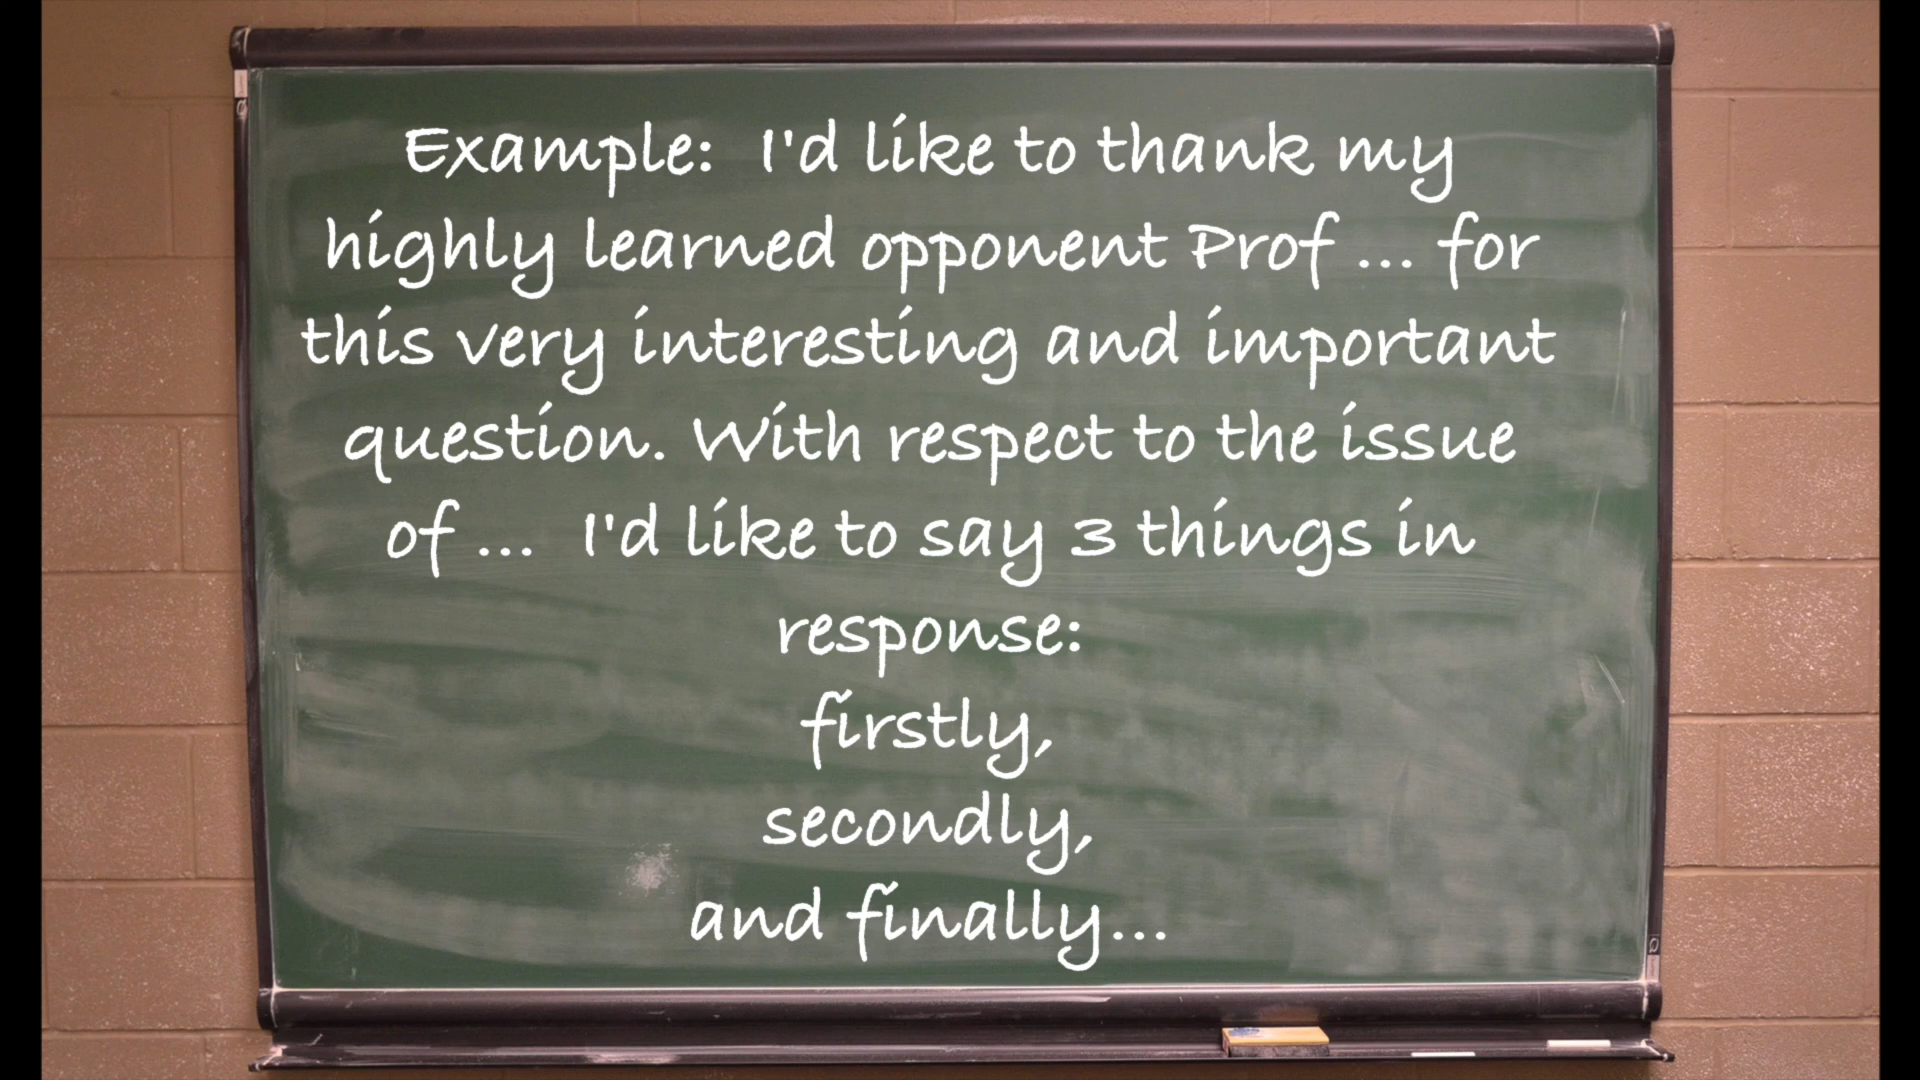 Example: I'd like to thank my
highly learned opponent Prof ... for
this very interesting and important
question. With respect to the issue
of ... I'd like to say 3 things in
response:
firstly,
secondly,
and finally...